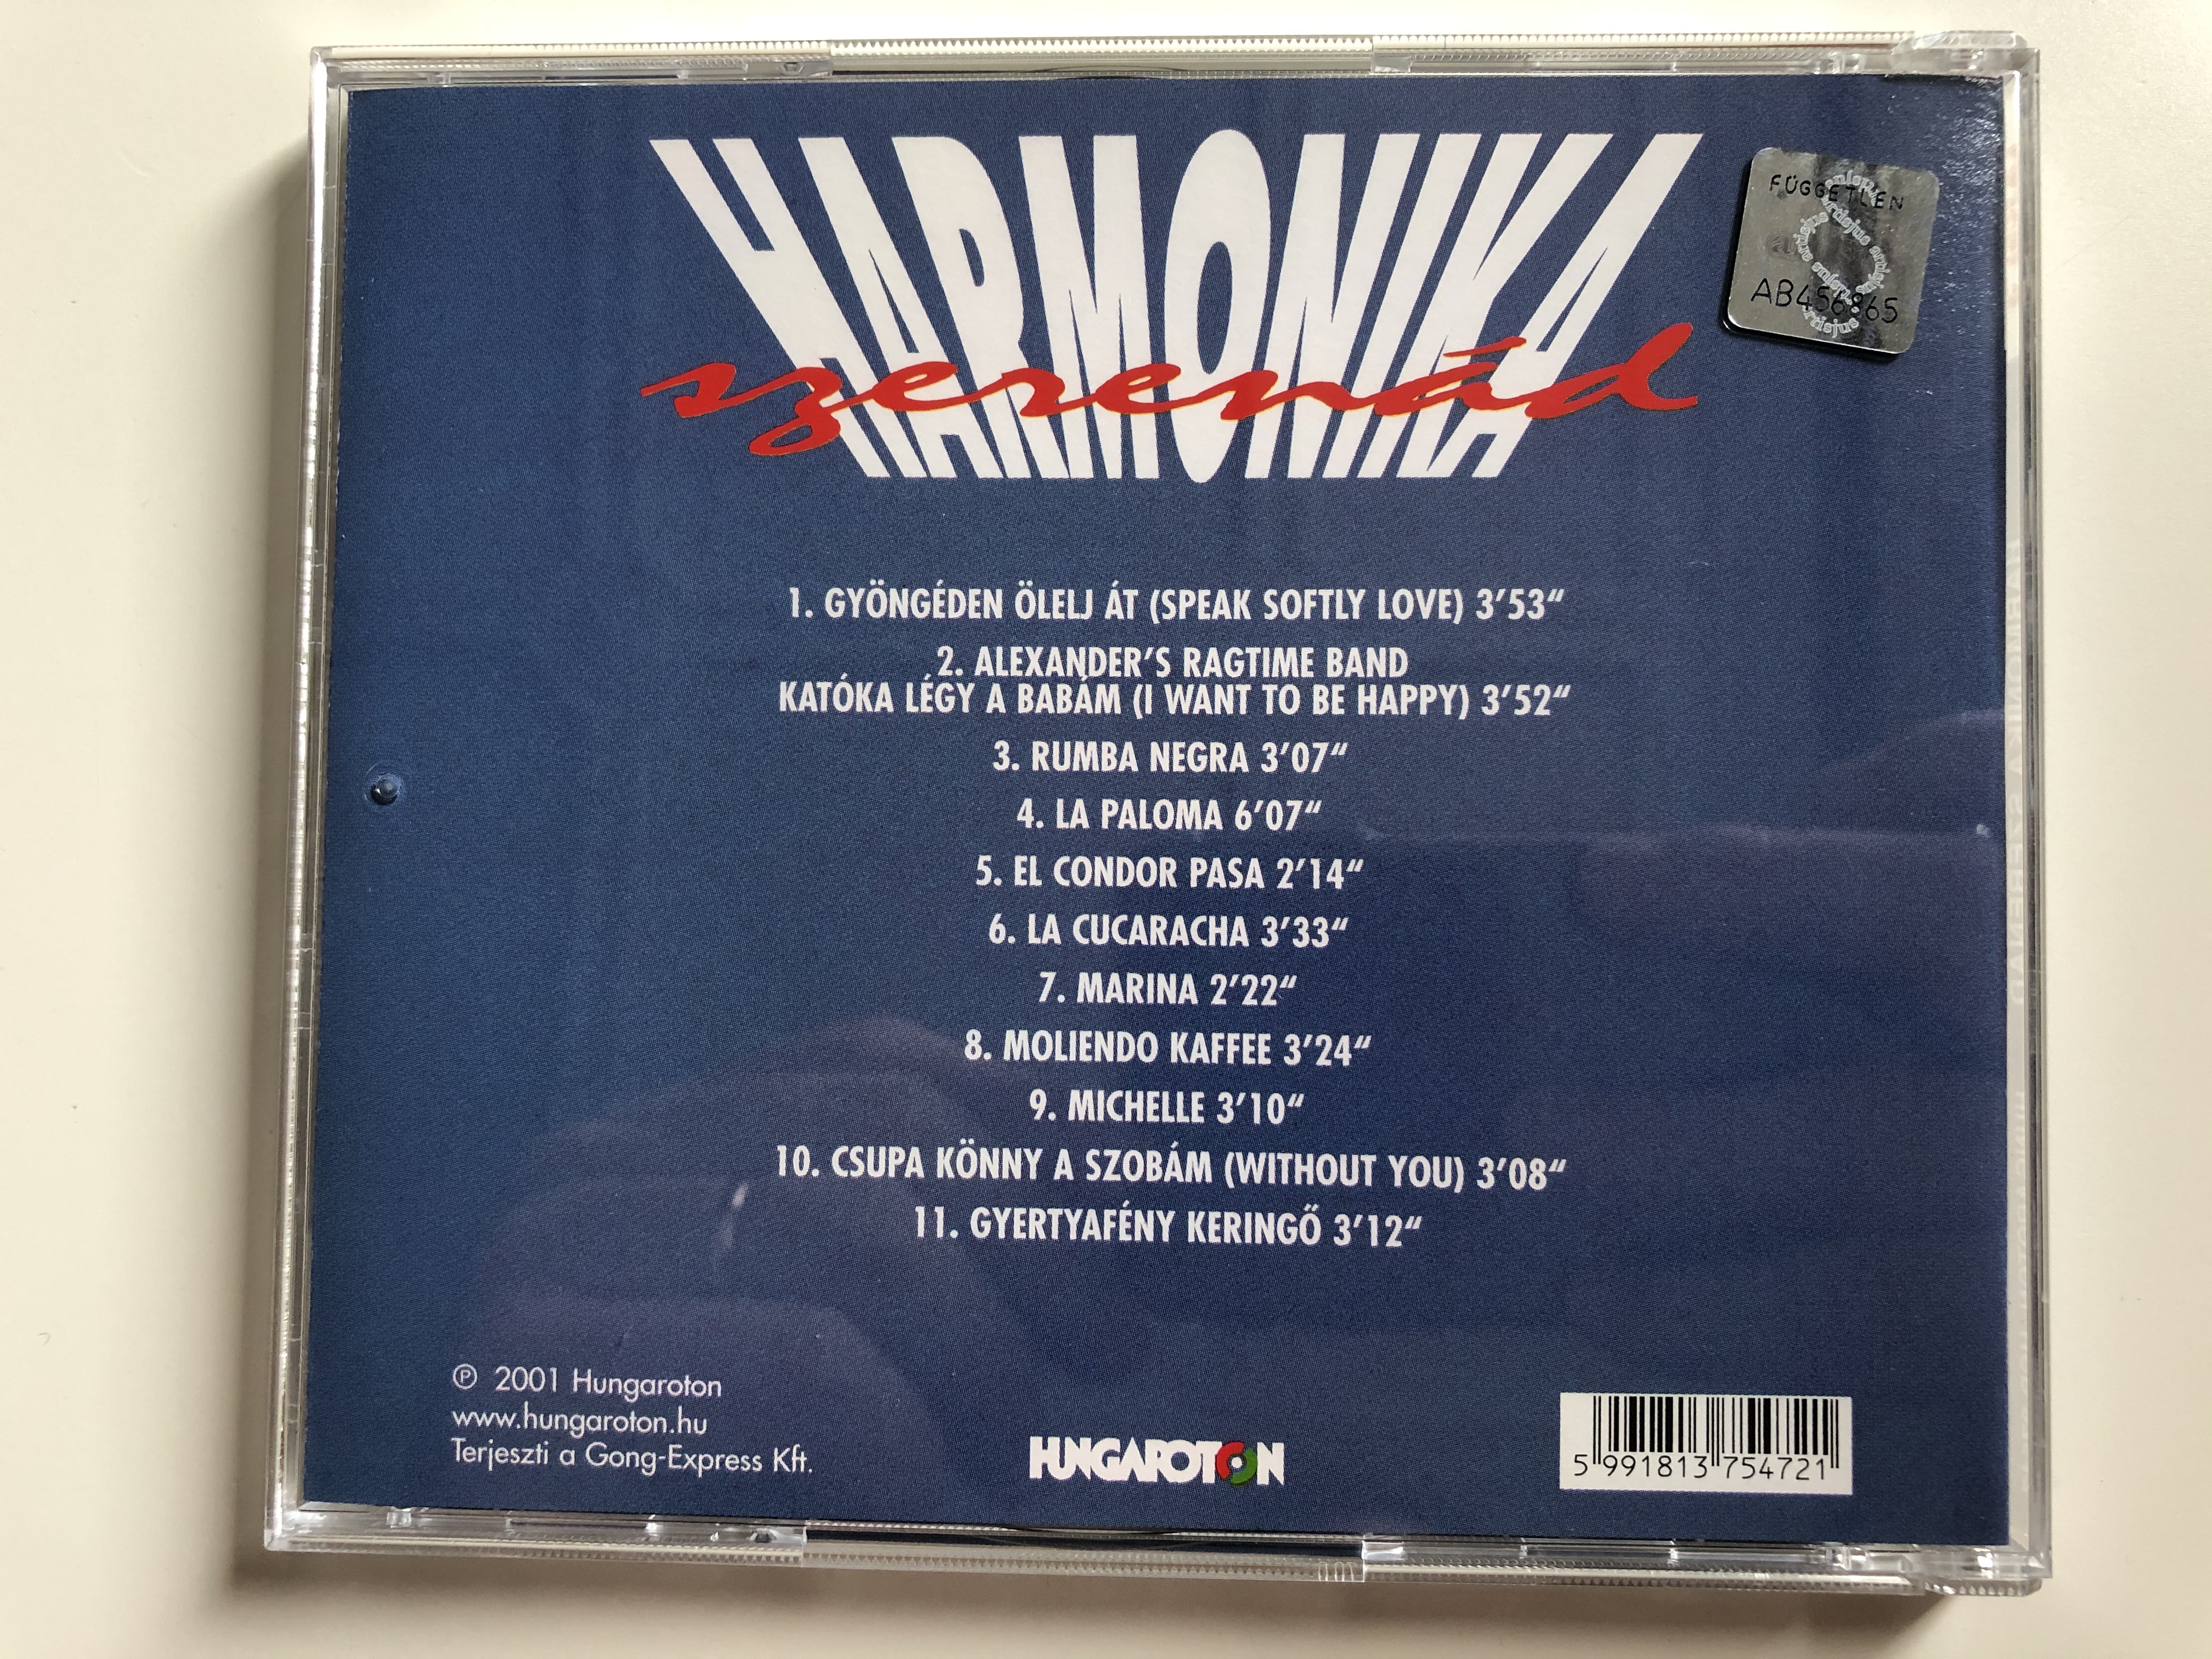 HARMONIKA
szerenád
FÜGGETLEN
AB456865
1. GYÖNGÉDEN ÖLELJ ÁT (SPEAK SOFTLY LOVE) 3’53“
2. ALEXANDER’S RAGTIME BAND
KATÓKA LÉGY A BABÁM (I WANT TO BE HAPPY) 3’52“
3. RUMBA NEGRA 3’07“
4. LA PALOMA 6’07“
5. EL CONDOR PASA 2’14“
6. LA CUCARACHA 3’33“
7. MARINA 2’22“
8. MOLIENDO KAFFEE 3’24“
9. MICHELLE 3’10“
10. CSUPA KÖNNY A SZOBÁM (WITHOUT YOU) 3’08“
11. GYERTYAFÉNY KERINGŐ 3’12“
℗ 2001 Hungaroton
www.hungaroton.hu
Terjeszti a Gong-Express Kft.
HUNGAROTON
5 991813 754721